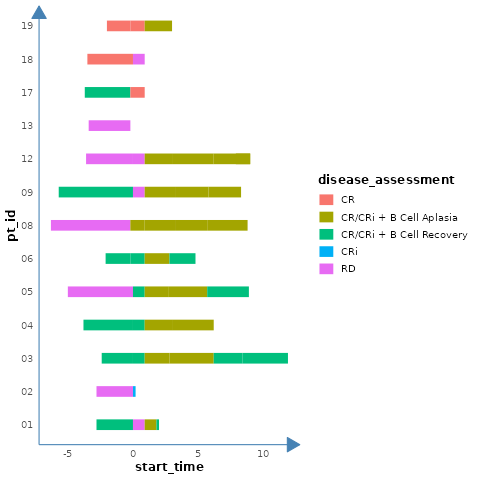 19
18
17
13
12
09
08
06
05
04
03
02
01
pt_id
-5 0 5 10
start_time
disease_assessment
CR
CR/CRi + B Cell Aplasia
CR/CRi + B Cell Recovery
CRi
RD